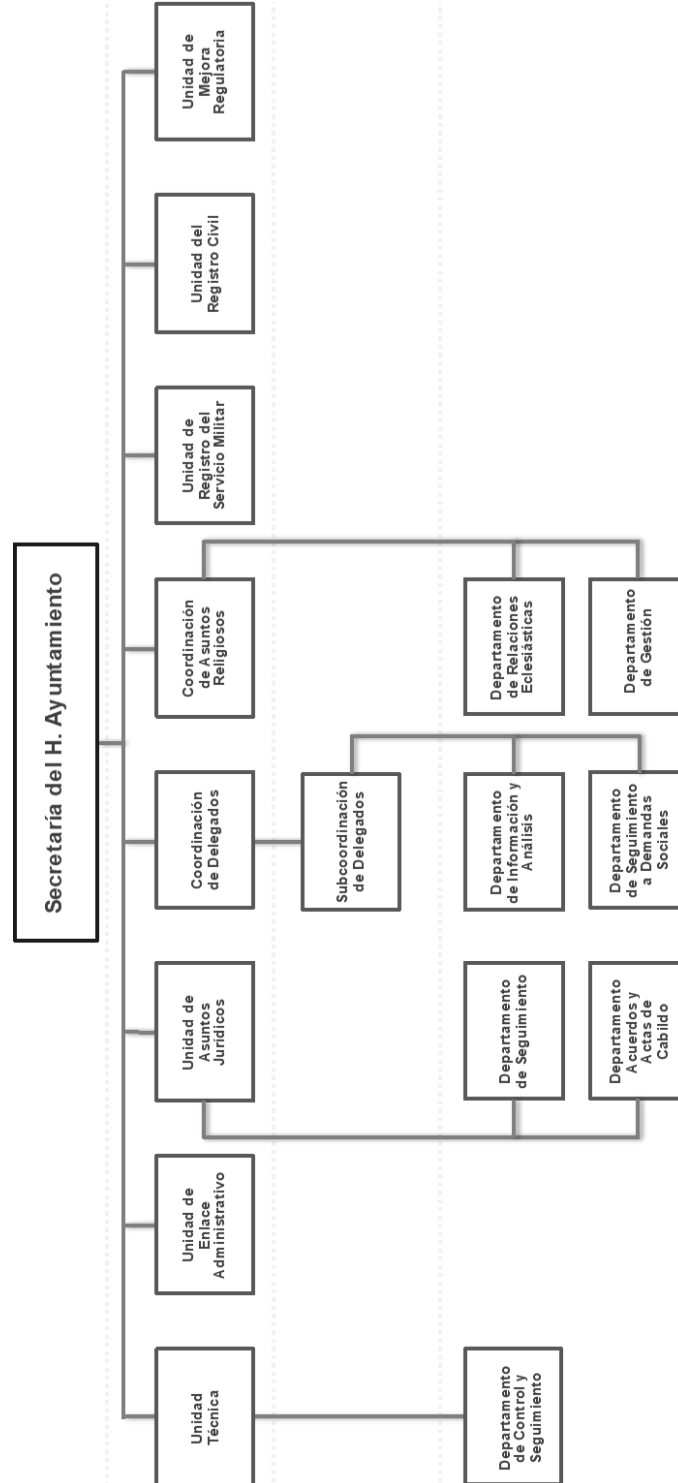 Secretaría del H. Ayuntamiento
Unidad
Técnica
Unidad de
Enlace
Administrativo
Unidad de
Asuntos
Jurídicos
Coordinación
de Delegados
Coordinación
de Asuntos
Religiosos
Unidad de
Registro del
Servicio Militar
Unidad del
Registro Civil
Unidad de
Mejora
Regulatoria
Subcoordinación
de Delegados
Departamento
de Control y
Seguimiento
Departamento
de Seguimiento
Departamento
de Información y
Análisis
Departamento
de Relaciones
Eclesiásticas
Departamento
Acuerdos y
Actas de
Cabildo
Departamento
de Seguimiento
a Demandas
Sociales
Departamento
de Gestión